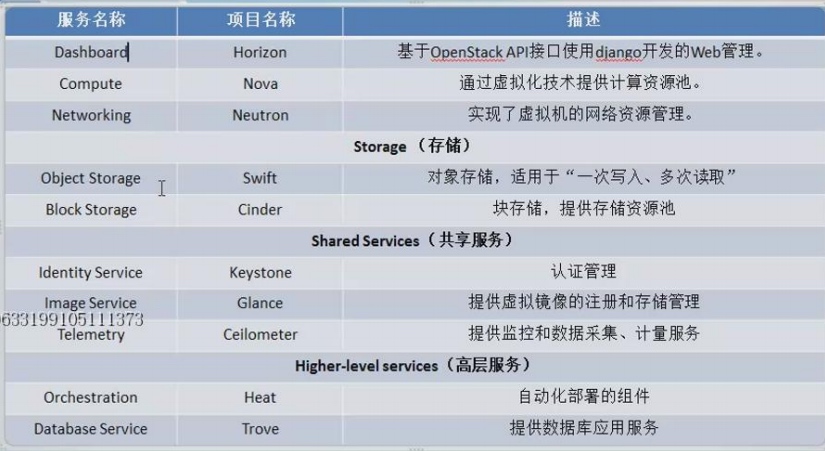 服务名称 项目名称 描述
Dashboard Horizon 基于OpenStack API接口使用django开发的Web管理。
Compute Nova 通过虚拟化技术提供计算资源池。
Networking Neutron 实现了虚拟机的网络资源管理。
Storage （存储）
Object Storage Swift 对象存储，适用于“一次写入、多次读取”
Block Storage Cinder 块存储，提供存储资源池
Shared Services（共享服务）
Identity Service Keystone 认证管理
Image Service Glance 提供虚拟镜像的注册和存储管理
0633199105111373
Telemetry Ceilometer 提供监控和数据采集、计量服务
Higher-level services（高层服务）
Orchestration Heat 自动化部署的组件
Database Service Trove 提供数据库应用服务